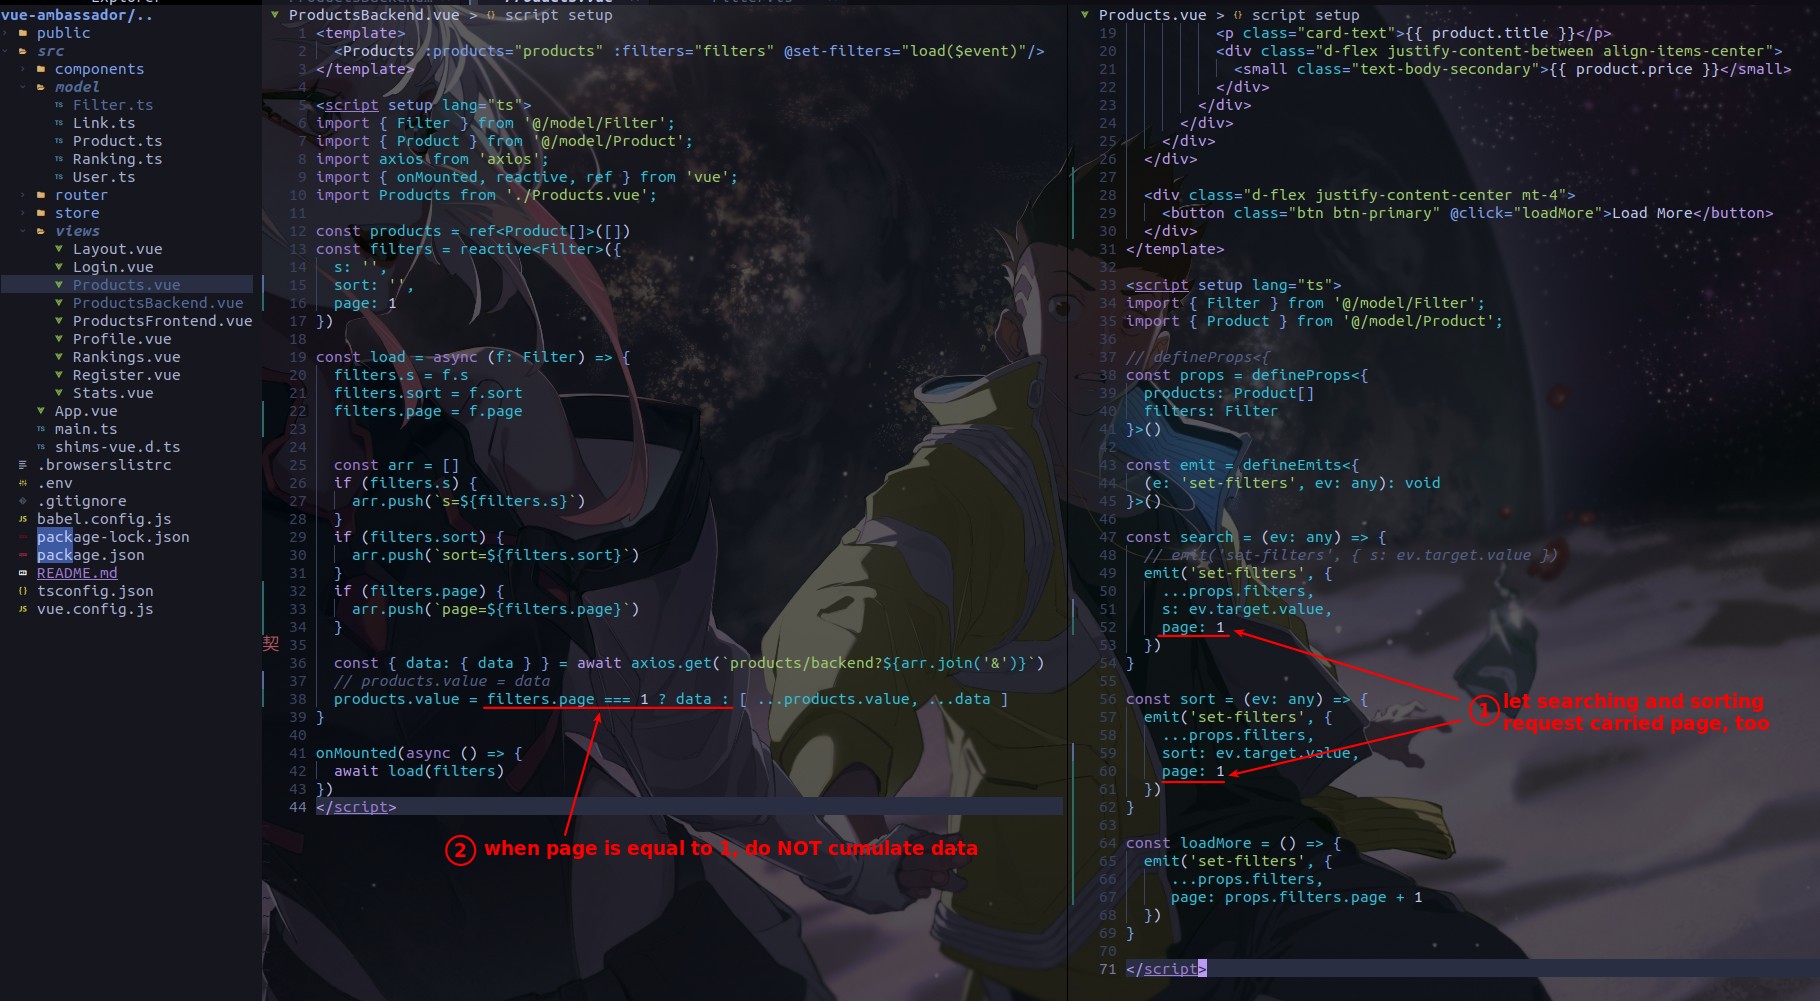 Explorer
vue-ambassador/..
public
src
components
model
Filter.ts
Link.ts
Product.ts
Ranking.ts
User.ts
router
store
views
Layout.vue
Login.vue
Products.vue
ProductsBackend.vue
ProductsFrontend.vue
Profile.vue
Rankings.vue
Register.vue
Stats.vue
App.vue
main.ts
shims-vue.d.ts
.browserslistrc
.env
.gitignore
babel.config.js
package-lock.json
package.json
README.md
tsconfig.json
vue.config.js
ProductsBackend.vue > {} script setup
1 <template>
2 <Products :products="products" :filters="filters" @set-filters="load($event)"/>
3 </template>
4
5 <script setup lang="ts">
6 import { Filter } from '@/model/Filter';
7 import { Product } from '@/model/Product';
8 import axios from 'axios';
9 import { onMounted, reactive, ref } from 'vue';
10 import Products from './Products.vue';
11
12 const products = ref<Product[]>([])
13 const filters = reactive<Filter>({
14 s: '',
15 sort: '',
16 page: 1
17 })
18
19 const load = async (f: Filter) => {
20 filters.s = f.s
21 filters.sort = f.sort
22 filters.page = f.page
23
24
25 const arr = []
26 if (filters.s) {
27 arr.push(`s=${filters.s}`)
28 }
29 if (filters.sort) {
30 arr.push(`sort=${filters.sort}`)
31 }
32 if (filters.page) {
33 arr.push(`page=${filters.page}`)
34 }
契 35
36 const { data: { data } } = await axios.get(`products/backend?${arr.join('&')}`)
37 // products.value = data
38 products.value = filters.page === 1 ? data : [ ...products.value, ...data ]
39 }
40
41 onMounted(async () => {
42 await load(filters)
43 })
44 </script>
2 when page is equal to 1, do NOT cumulate data
Products.vue > {} script setup
19 <p class="card-text">{{ product.title }}</p>
20 <div class="d-flex justify-content-between align-items-center">
21 <small class="text-body-secondary">{{ product.price }}</small>
22 </div>
23 </div>
24 </div>
25 </div>
26 </div>
27
28 <div class="d-flex justify-content-center mt-4">
29 <button class="btn btn-primary" @click="loadMore">Load More</button>
30 </div>
31 </template>
32
33 <script setup lang="ts">
34 import { Filter } from '@/model/Filter';
35 import { Product } from '@/model/Product';
36
37 // defineProps<{
38 const props = defineProps<{
39 products: Product[]
40 filters: Filter
41 }>()
42
43 const emit = defineEmits<{
44 (e: 'set-filters', ev: any): void
45 }>()
46
47 const search = (ev: any) => {
48 // emit('set-filters', { s: ev.target.value })
49 emit('set-filters', {
50 ...props.filters,
51 s: ev.target.value,
52 page: 1
53 })
54 }
55
56 const sort = (ev: any) => {
57 emit('set-filters', {
58 ...props.filters,
59 sort: ev.target.value,
60 page: 1
61 })
62 }
63
64 const loadMore = () => {
65 emit('set-filters', {
66 ...props.filters,
67 page: props.filters.page + 1
68 })
69 }
70
71 </script>
1 let searching and sorting
request carried page, too